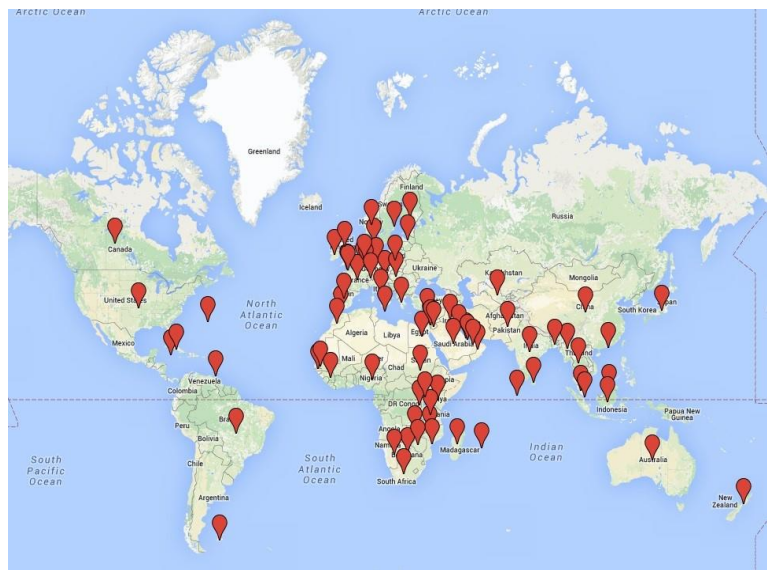 Arctic Ocean
Arctic Ocean
Greenland
Iceland
Finland
Russia
Canada
Ukraine
Kazakhstan
Mongolia
United States
North
Atlantic
Ocean
China
South Korea
Afghanistan
Pakistan
Mexico
Algeria
Libya
Egypt
Saudi Arabia
India
Thailand
Mali
Chad
Nigeria
Venezuela
Colombia
DR Congo
Indonesia
Papua New
Guinea
Peru
Brazil
Bolivia
Angola
Madagascar
Botswana
Indian
Ocean
South
Pacific
Ocean
South
Atlantic
Ocean
Chile
Australia
South Africa
Argentina
New
Zealand